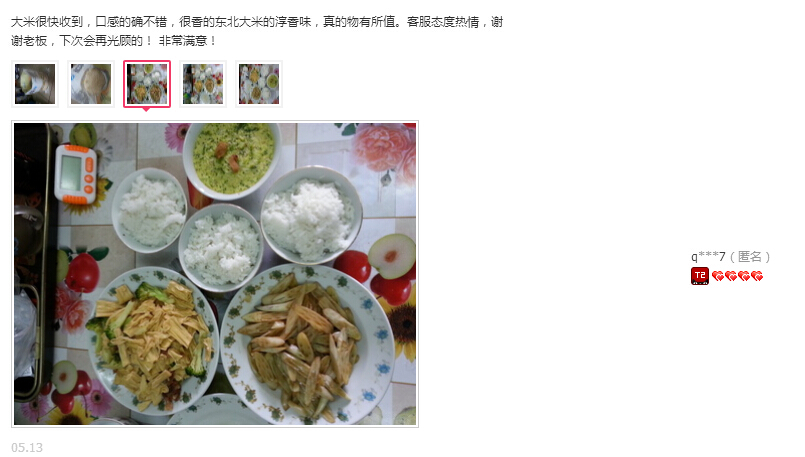 大米很快收到，口感的确不错，很香的东北大米的淳香味，真的物有所值。客服态度热情，谢
谢老板，下次会再光顾的！ 非常满意！
q***7（匿名）
T2
05.13